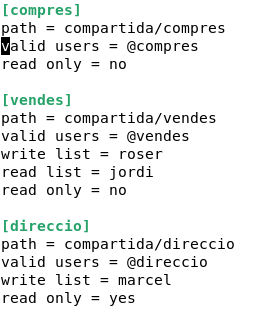 [compres]
path = compartida/compres
valid users = @compres
read only = no
[vendes]
path = compartida/vendes
valid users = @vendes
write list = roser
read list = jordi
read only = no
[direccio]
path = compartida/direccio
valid users = @direccio
write list = marcel
read only = yes